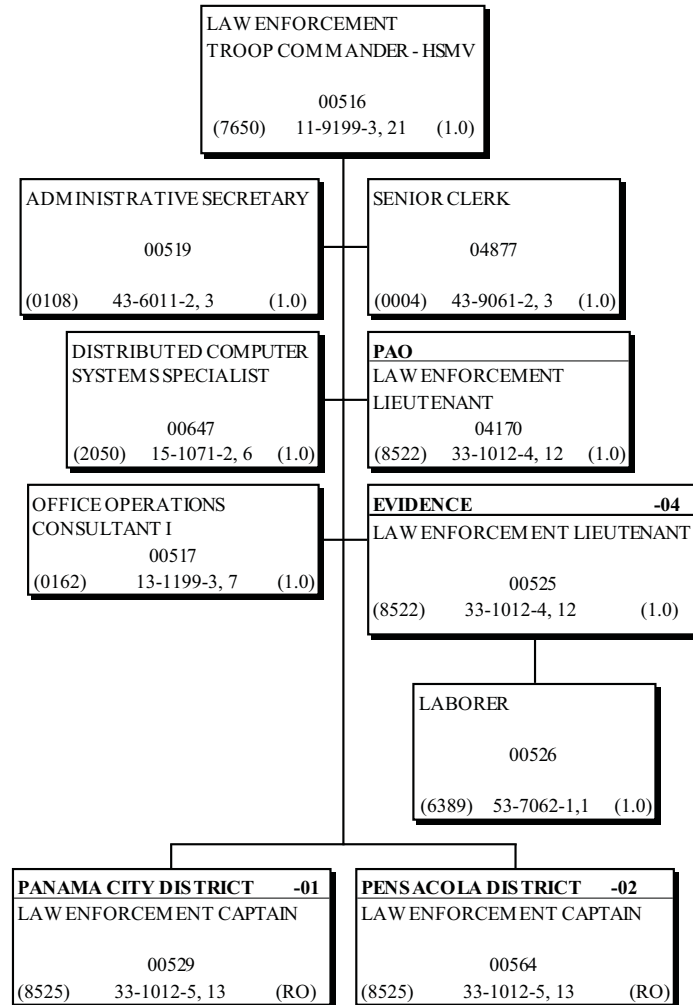 LAW ENFORCEMENT
TROOP COMMANDER - HSMV
00516
(7650) 11-9199-3, 21 (1.0)
ADMINISTRATIVE SECRETARY
00519
(0108) 43-6011-2, 3 (1.0)
SENIOR CLERK
04877
(0004) 43-9061-2, 3 (1.0)
DISTRIBUTED COMPUTER
SYSTEMS SPECIALIST
00647
(2050) 15-1071-2, 6 (1.0)
PAO
LAW ENFORCEMENT
LIEUTENANT
04170
(8522) 33-1012-4, 12 (1.0)
OFFICE OPERATIONS
CONSULTANT I
00517
(0162) 13-1199-3, 7 (1.0)
EVIDENCE -04
LAW ENFORCEMENT LIEUTENANT
00525
(8522) 33-1012-4, 12 (1.0)
LABORER
00526
(6389) 53-7062-1,1 (1.0)
PANAMA CITY DISTRICT -01
LAW ENFORCEMENT CAPTAIN
00529
(8525) 33-1012-5, 13 (RO)
PENSACOLA DISTRICT -02
LAW ENFORCEMENT CAPTAIN
00564
(8525) 33-1012-5, 13 (RO)